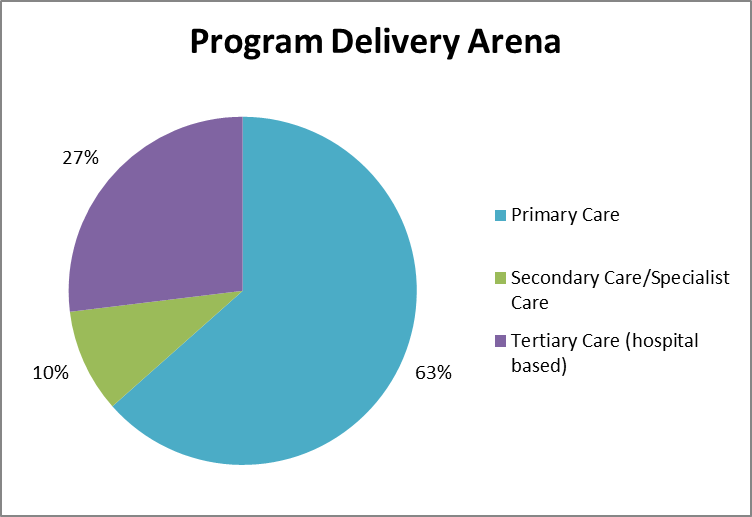 Program Delivery Arena
27%
Primary Care
Secondary Care/Specialist
Care
Tertiary Care (hospital
based)
10%
63%